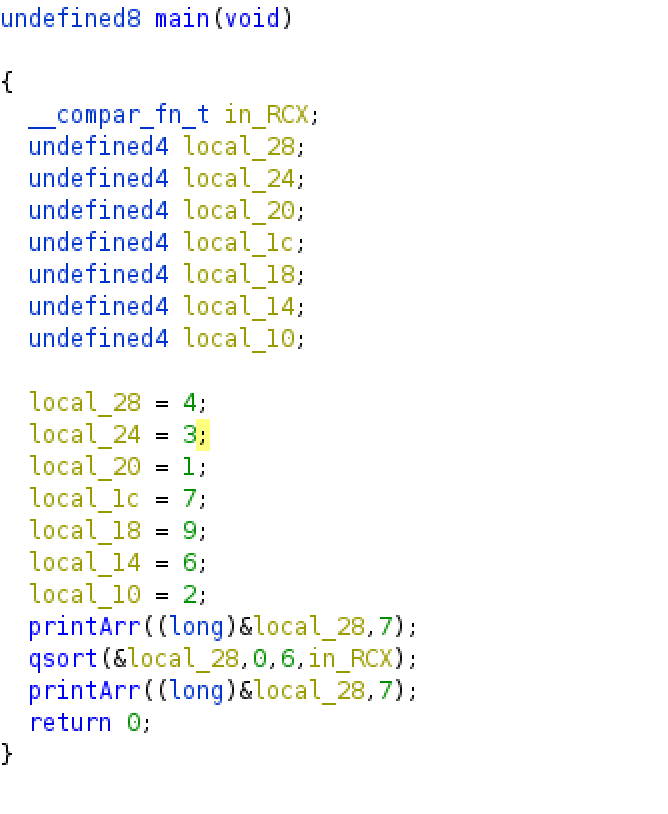 undefined8 main(void)
{
__compar_fn_t in_RCX;
undefined4 local_28;
undefined4 local_24;
undefined4 local_20;
undefined4 local_1c;
undefined4 local_18;
undefined4 local_14;
undefined4 local_10;
local_28 = 4;
local_24 = 3;
local_20 = 1;
local_1c = 7;
local_18 = 9;
local_14 = 6;
local_10 = 2;
printArr((long)&local_28,7);
qsort(&local_28,0,6,in_RCX);
printArr((long)&local_28,7);
return 0;
}